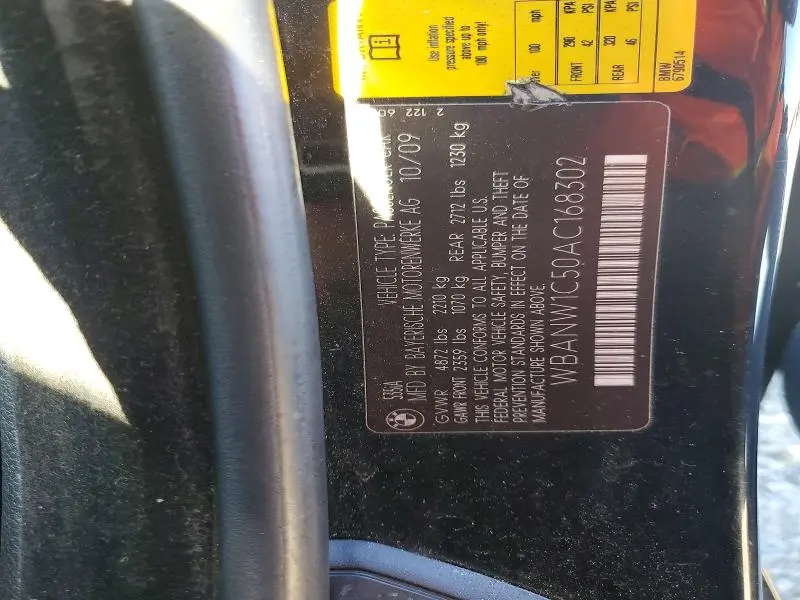 Use inflation
pressure specified
above up to
100 mph only!
100 mph
KPA PSI
FRONT 290 42
KPA PSI
REAR 320 46
BMW
6790514
2 122
535iA VEHICLE TYPE: PASSENGER CAR
MFD BY BAYERISCHE MOTORENWERKE AG 10/09
GVWR 4872 lbs 2210 kg
GAWR FRONT 2359 lbs 1070 kg REAR 2712 lbs 1230 kg
THIS VEHICLE CONFORMS TO ALL APPLICABLE U.S.
FEDERAL MOTOR VEHICLE SAFETY, BUMPER AND THEFT
PREVENTION STANDARDS IN EFFECT ON THE DATE OF
MANUFACTURE SHOWN ABOVE.
WBANW1C50AC168302